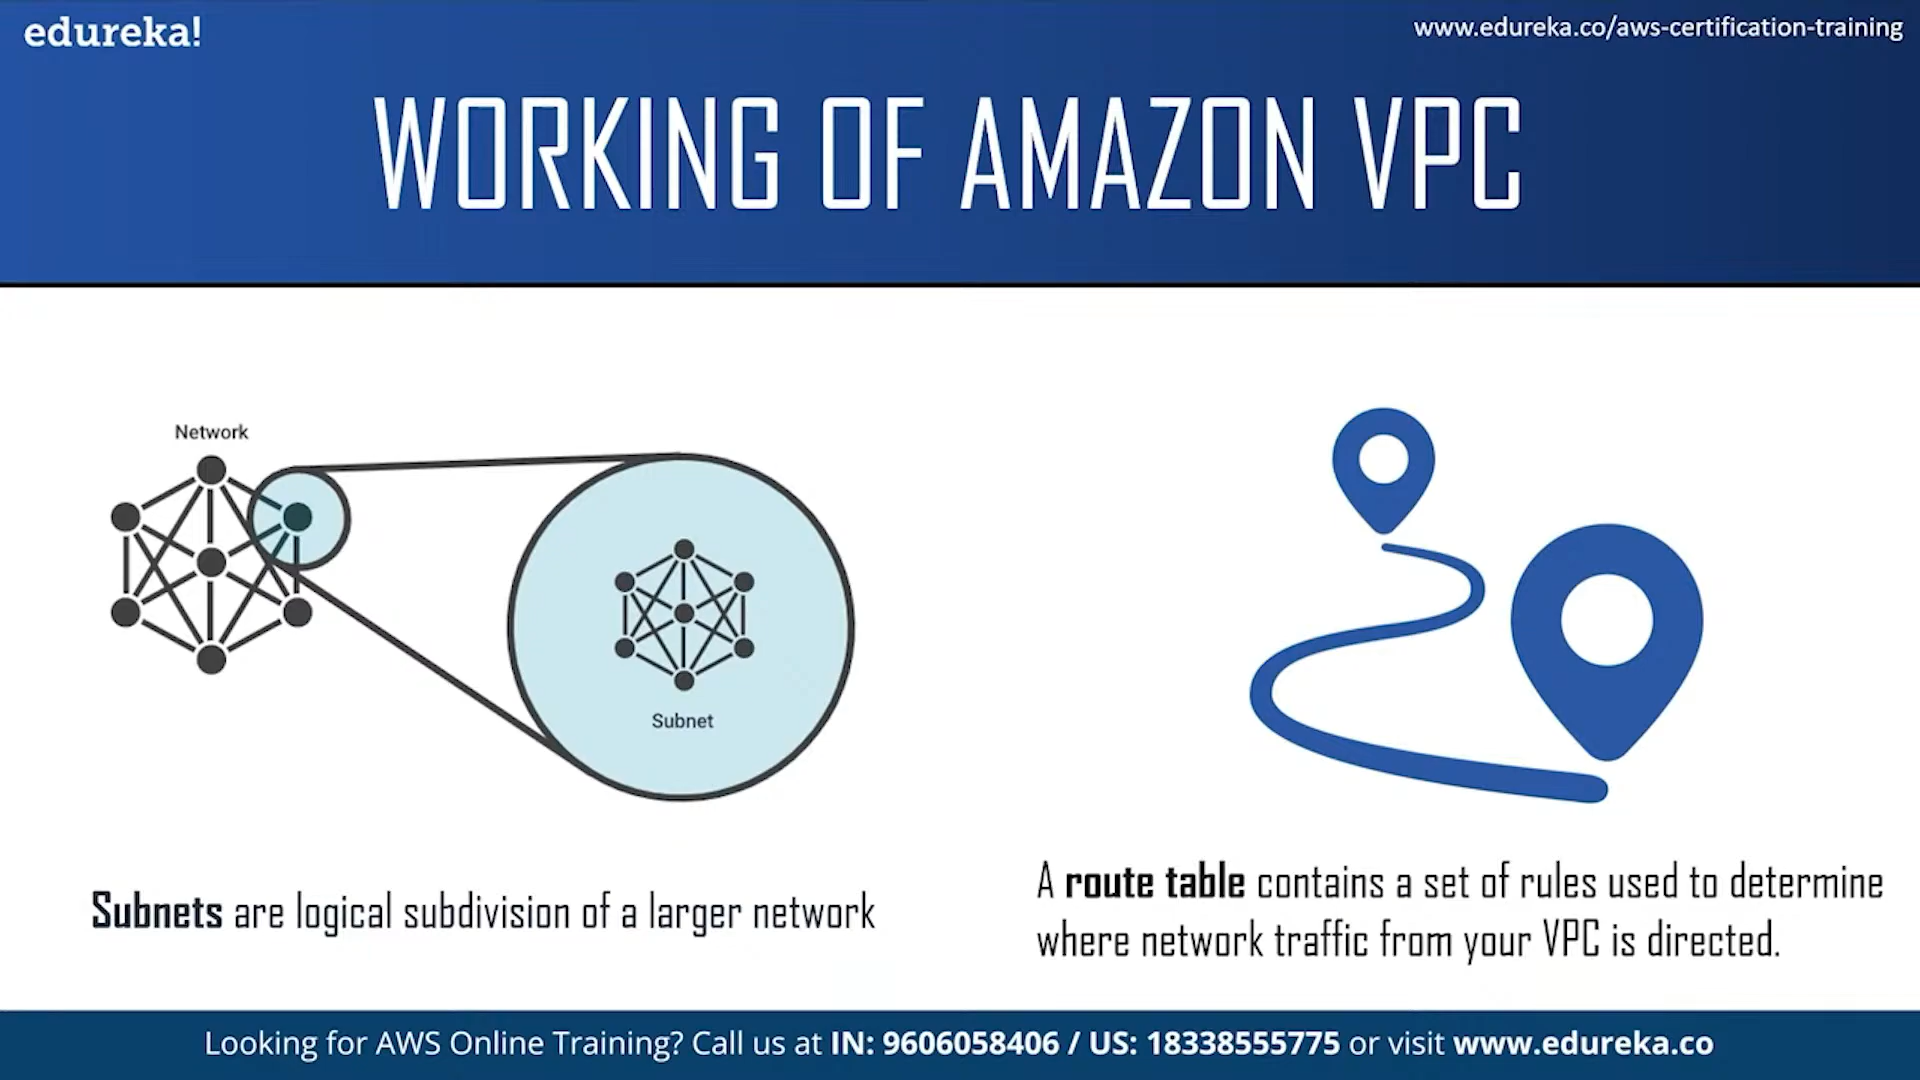 edureka!
www.edureka.co/aws-certification-training
WORKING OF AMAZON VPC
Network
Subnet
Subnets are logical subdivision of a larger network
A route table contains a set of rules used to determine
where network traffic from your VPC is directed.
Looking for AWS Online Training? Call us at IN: 9606058406 / US: 18338555775 or visit www.edureka.co